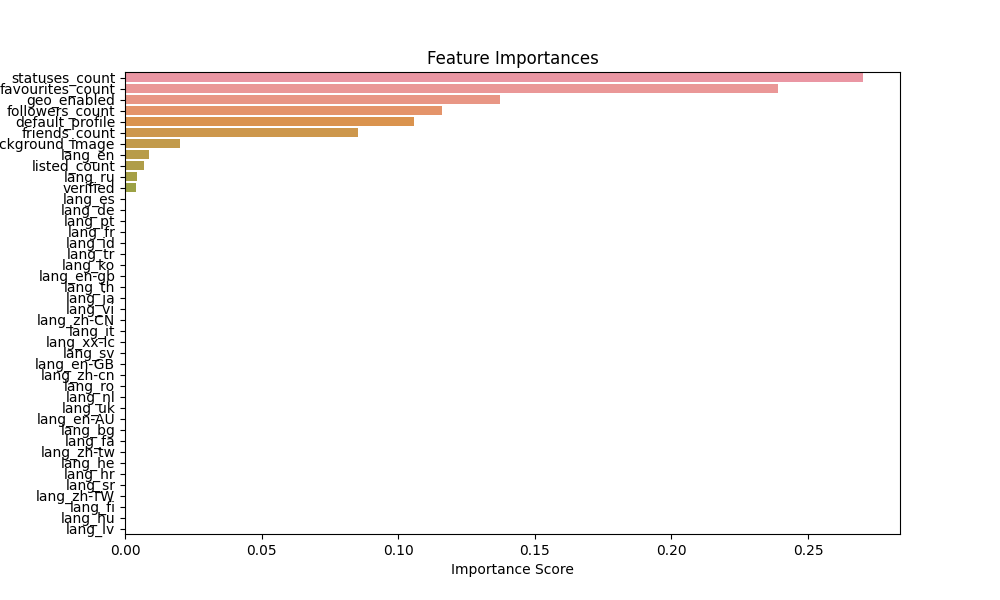 Feature Importances
statuses_count
favourites_count
geo_enabled
followers_count
default_profile
friends_count
ckground_image
lang_en
listed_count
lang_ru
verified
lang_es
lang_de
lang_pt
lang_fr
lang_id
lang_tr
lang_ko
lang_en-gb
lang_th
lang_ja
lang_vi
lang_zh-CN
lang_it
lang_xx-lc
lang_sv
lang_en-GB
lang_zh-cn
lang_ro
lang_nl
lang_uk
lang_en-AU
lang_bg
lang_fa
lang_zh-tw
lang_he
lang_hr
lang_sr
lang_zh-TW
lang_fi
lang_hu
lang_lv
0.00 0.05 0.10 0.15 0.20 0.25
Importance Score